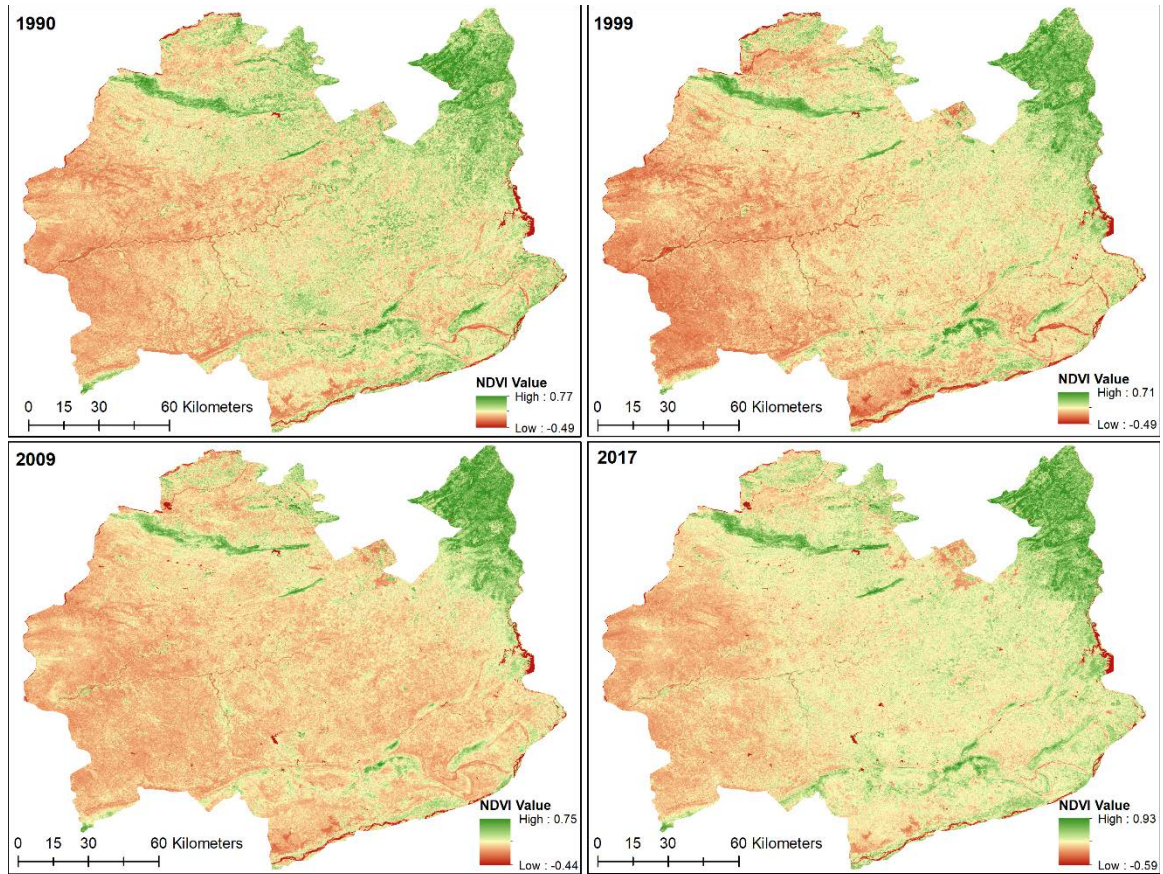 1990
NDVI Value
High : 0.77
Low : -0.49
0 15 30 60 Kilometers
1999
NDVI Value
High : 0.71
Low : -0.49
0 15 30 60 Kilometers
2009
NDVI Value
High : 0.75
Low : -0.44
0 15 30 60 Kilometers
2017
NDVI Value
High : 0.93
Low : -0.59
0 15 30 60 Kilometers